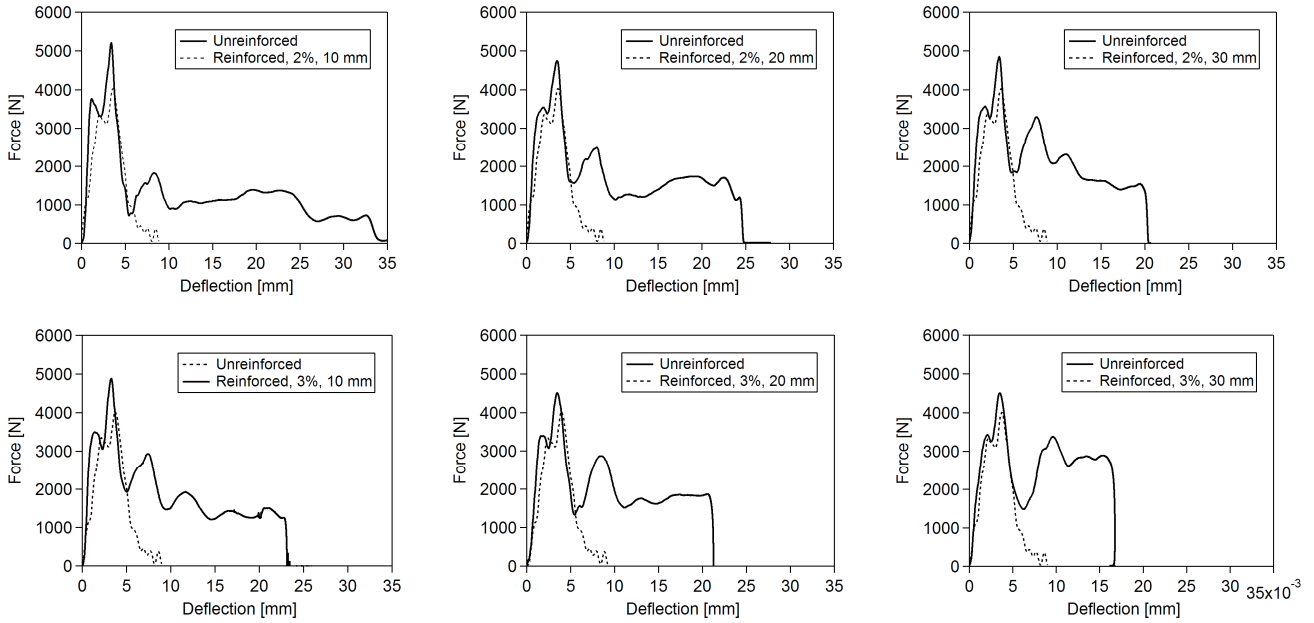 6000
5000
4000
3000
2000
1000
0
Force [N]
Unreinforced
Reinforced, 2%, 10 mm
0 5 10 15 20 25 30 35
Deflection [mm]
6000
5000
4000
3000
2000
1000
0
Force [N]
Unreinforced
Reinforced, 2%, 20 mm
0 5 10 15 20 25 30 35
Deflection [mm]
6000
5000
4000
3000
2000
1000
0
Force [N]
Unreinforced
Reinforced, 2%, 30 mm
0 5 10 15 20 25 30 35
Deflection [mm]
6000
5000
4000
3000
2000
1000
0
Force [N]
Unreinforced
Reinforced, 3%, 10 mm
0 5 10 15 20 25 30 35
Deflection [mm]
6000
5000
4000
3000
2000
1000
0
Force [N]
Unreinforced
Reinforced, 3%, 20 mm
0 5 10 15 20 25 30 35
Deflection [mm]
6000
5000
4000
3000
2000
1000
0
Force [N]
Unreinforced
Reinforced, 3%, 30 mm
0 5 10 15 20 25 30 35x10⁻³
Deflection [mm]